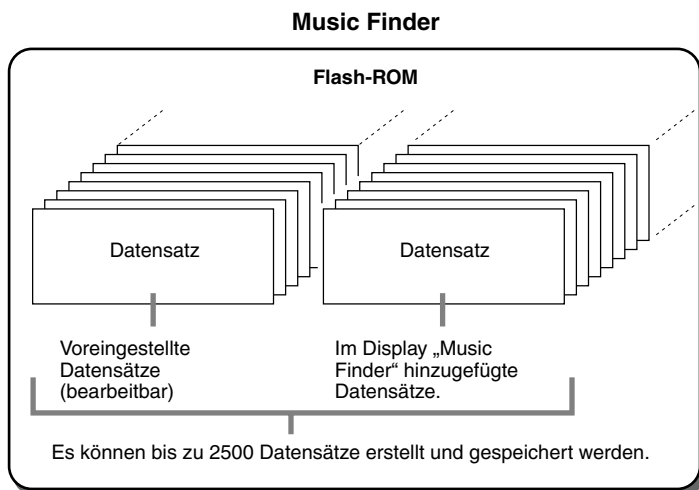 Music Finder
Flash-ROM
Datensatz
Datensatz
Voreingestellte
Datensätze
(bearbeitbar)
Im Display „Music
Finder“ hinzugefügte
Datensätze.
Es können bis zu 2500 Datensätze erstellt und gespeichert werden.